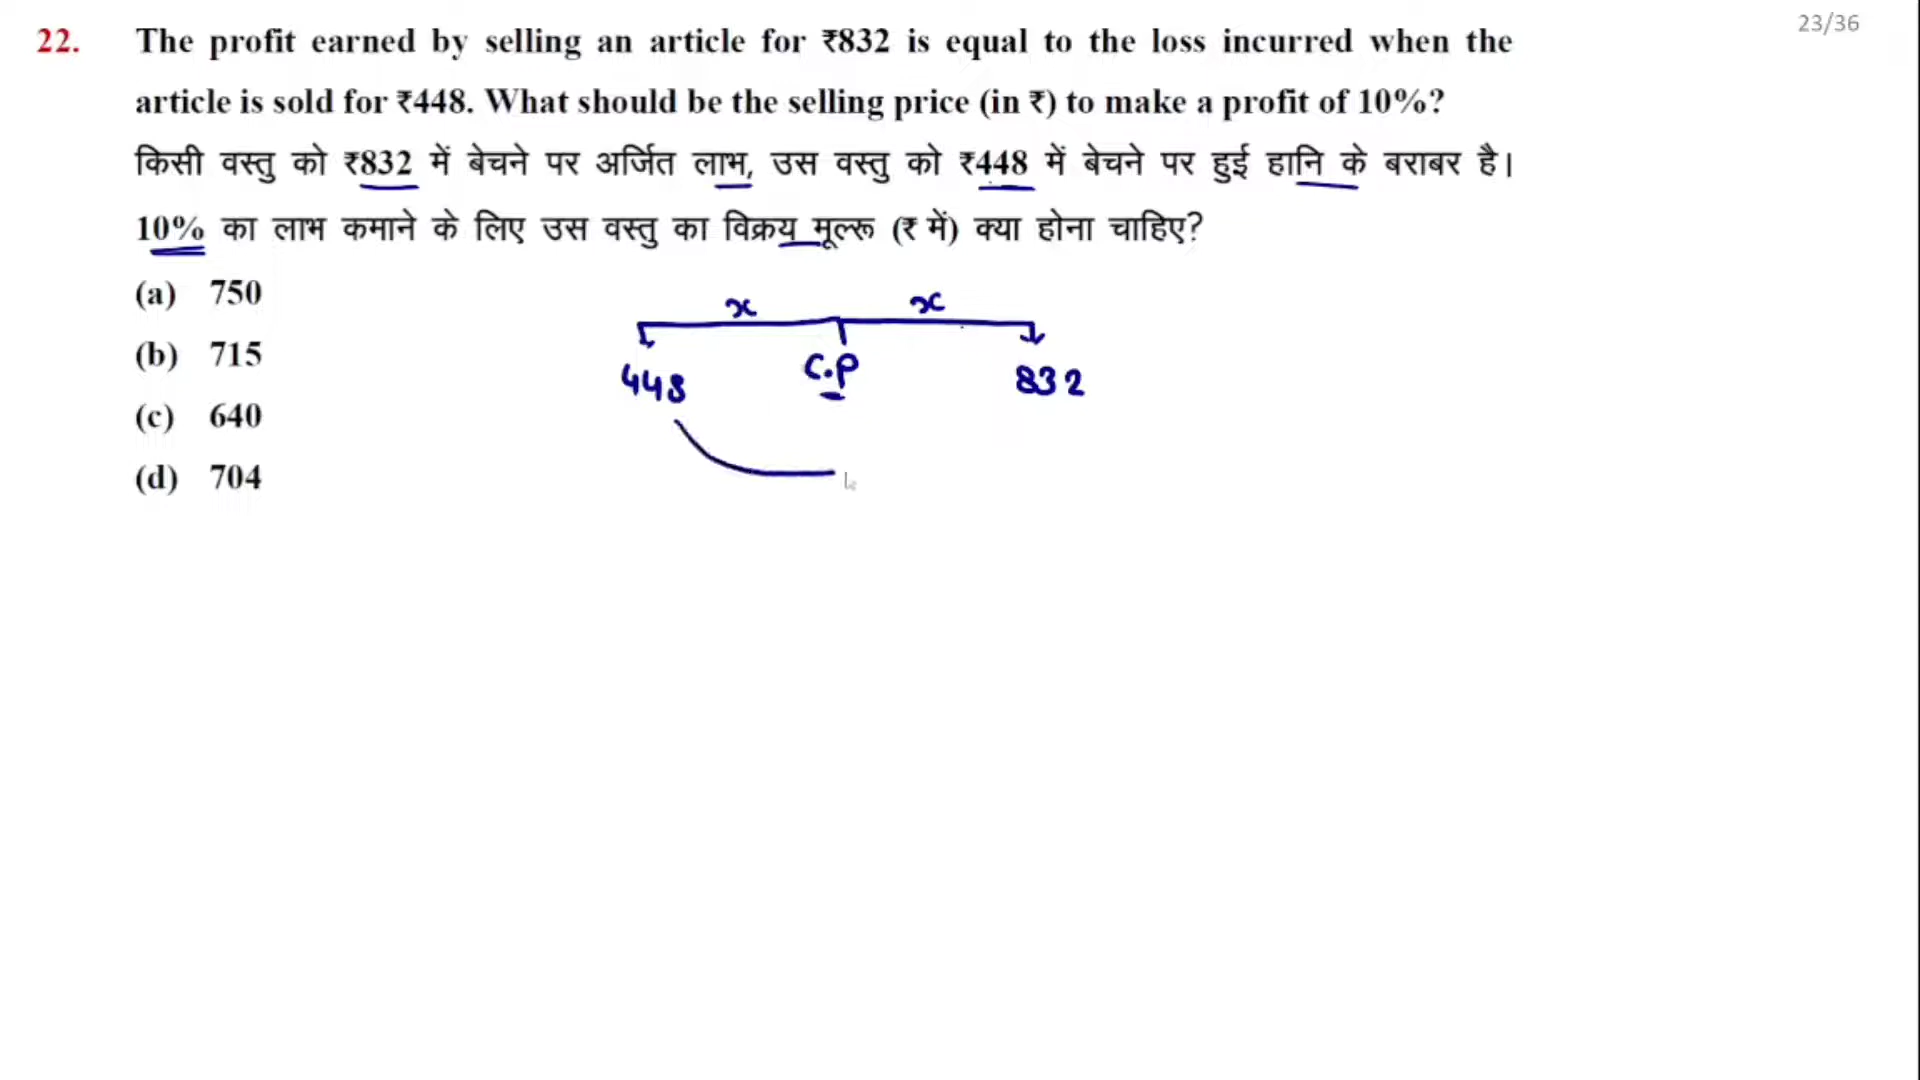 23/36
22. The profit earned by selling an article for ₹832 is equal to the loss incurred when the
article is sold for ₹448. What should be the selling price (in ₹) to make a profit of 10%?
किसी वस्तु को ₹832 में बेचने पर अर्जित लाभ, उस वस्तु को ₹448 में बेचने पर हुई हानि के बराबर है।
10% का लाभ कमाने के लिए उस वस्तु का विक्रय मूल्रू (₹ में) क्या होना चाहिए?
(a) 750
(b) 715
(c) 640
(d) 704
x x
448 C.P 832